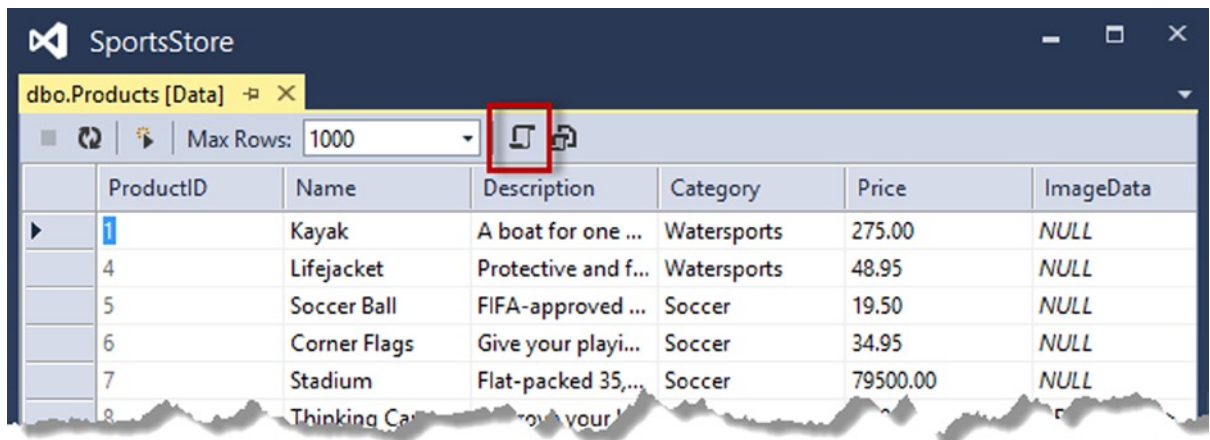 SportsStore
dbo.Products [Data]
Max Rows: 1000
ProductID Name Description Category Price ImageData
1 Kayak A boat for one ... Watersports 275.00 NULL
4 Lifejacket Protective and f... Watersports 48.95 NULL
5 Soccer Ball FIFA-approved ... Soccer 19.50 NULL
6 Corner Flags Give your playi... Soccer 34.95 NULL
7 Stadium Flat-packed 35,... Soccer 79500.00 NULL
8 Thinking your